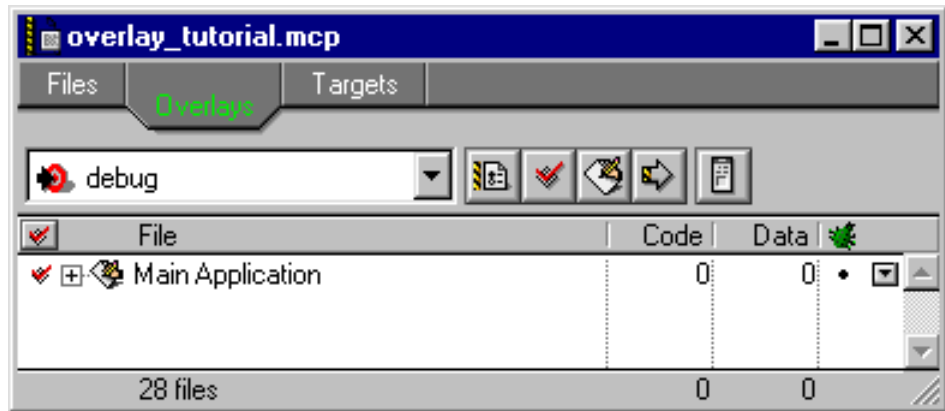 overlay_tutorial.mcp
Files Overlays Targets
debug
File Code Data
Main Application 0 0
28 files 0 0